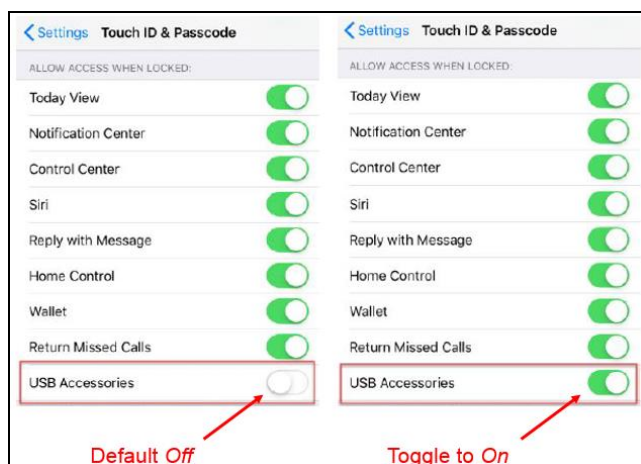 Settings Touch ID & Passcode
ALLOW ACCESS WHEN LOCKED:
Today View
Notification Center
Control Center
Siri
Reply with Message
Home Control
Wallet
Return Missed Calls
USB Accessories
Default Off
Settings Touch ID & Passcode
ALLOW ACCESS WHEN LOCKED:
Today View
Notification Center
Control Center
Siri
Reply with Message
Home Control
Wallet
Return Missed Calls
USB Accessories
Toggle to On